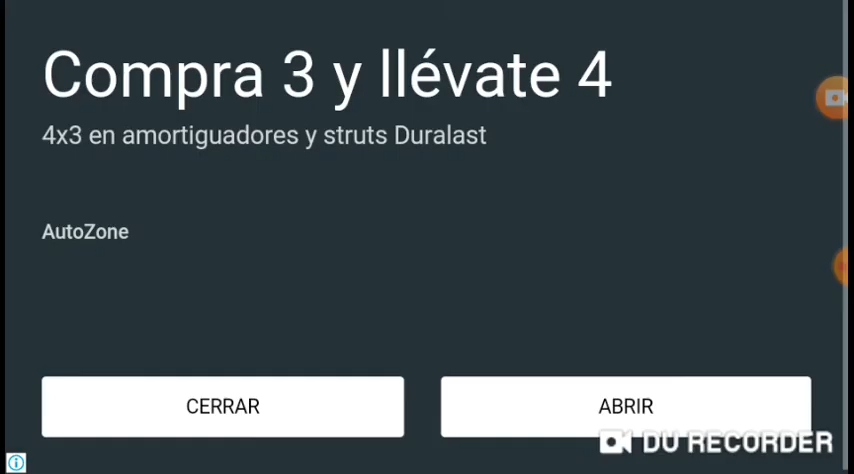 Compra 3 y llévate 4
4x3 en amortiguadores y struts Duralast
AutoZone
CERRAR
ABRIR
DU RECORDER